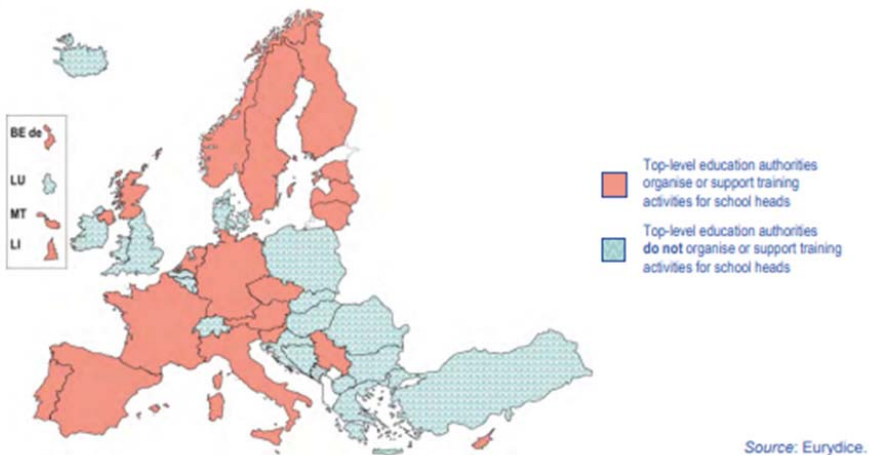 BE de
LU
MT
LI
Top-level education authorities
organise or support training
activities for school heads
Top-level education authorities
do not organise or support training
activities for school heads
Source: Eurydice.